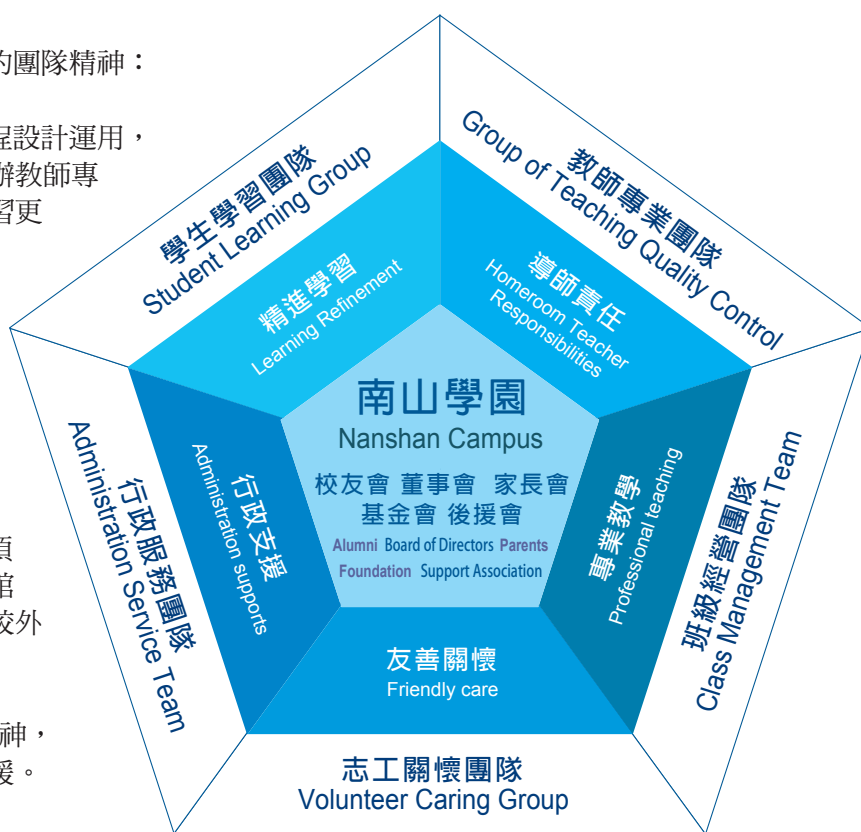 的團隊精神：
程設計運用，
辦教師專
習更
項
館
校外
神，
援。
學生學習團隊
Student Learning Group
教師專業團隊
Group of Teaching Quality Control
精進學習
Learning Refinement
導師責任
Homeroom Teacher
Responsibilities
南山學園
Nanshan Campus
校友會 董事會 家長會
基金會 後援會
Alumni Board of Directors Parents
Foundation Support Association
行政服務團隊
Administration Service Team
行政支援
Administration supports
專業教學
Professional teaching
班級經營團隊
Class Management Team
友善關懷
Friendly care
志工關懷團隊
Volunteer Caring Group